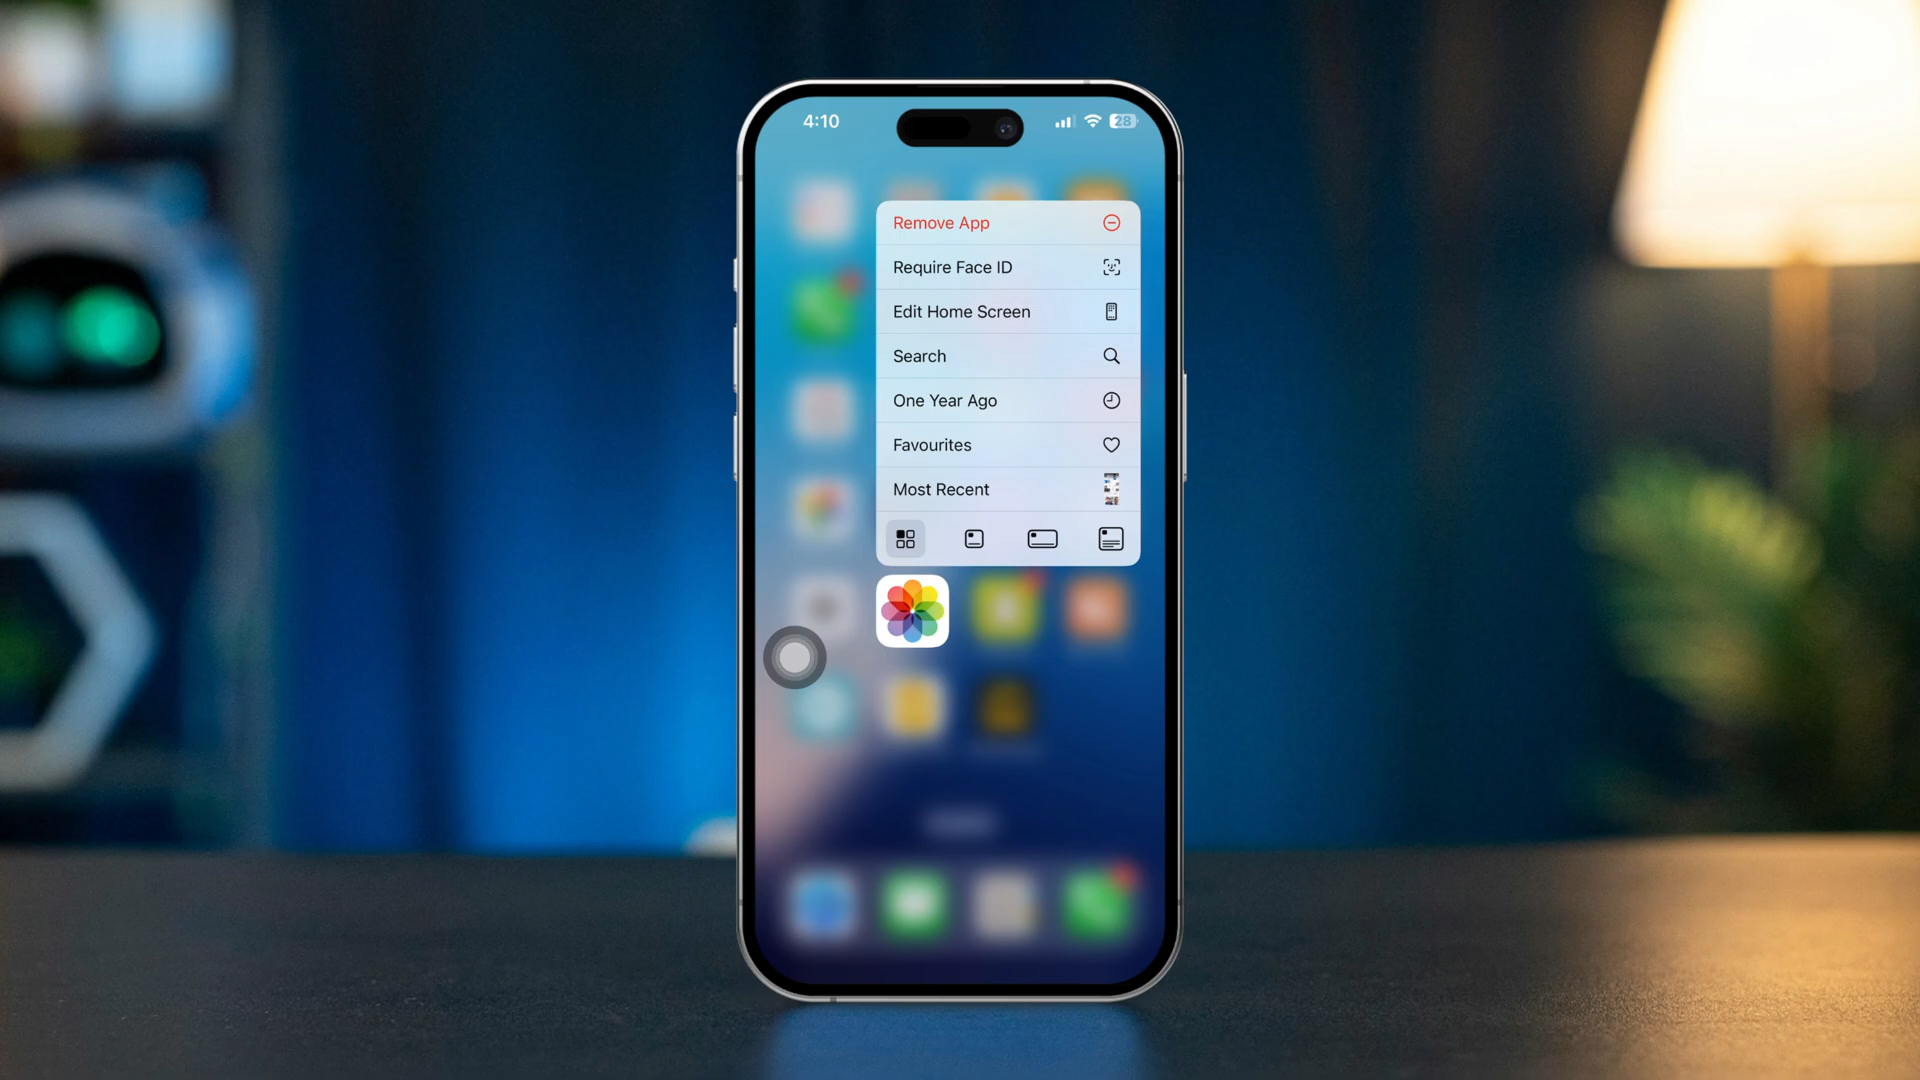 4:10
28
Remove App
Require Face ID
Edit Home Screen
Search
One Year Ago
Favourites
Most Recent